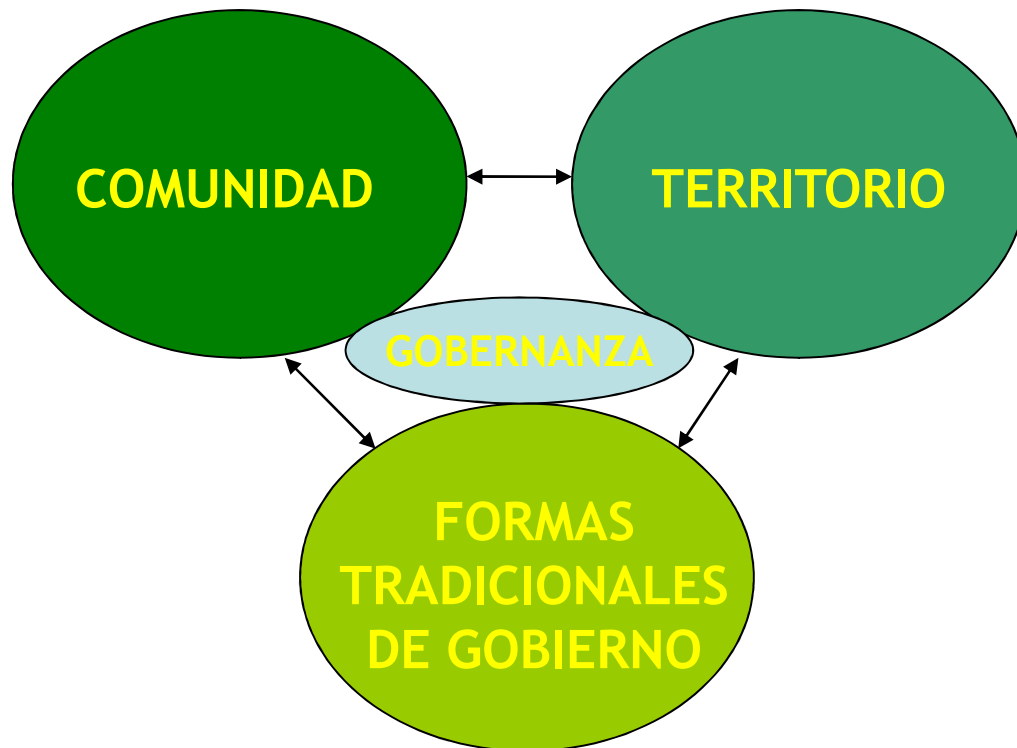 COMUNIDAD
TERRITORIO
GOBERNANZA
FORMAS
TRADICIONALES
DE GOBIERNO